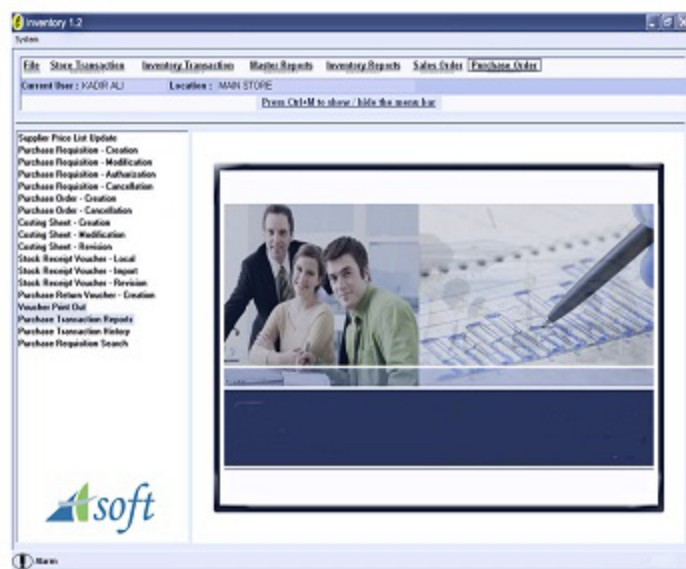 Inventory 1.2
System
File Store Transaction Inventory Transaction Master Reports Inventory Reports Sales Order Purchase Order
Current User : KADIR ALI Location : MAIN STORE
Press Ctrl+M to show / hide the menu bar
Supplier Price List Update
Purchase Requisition - Creation
Purchase Requisition - Modification
Purchase Requisition - Authorization
Purchase Requisition - Cancellation
Purchase Order - Creation
Purchase Order - Cancellation
Costing Sheet - Creation
Costing Sheet - Modification
Costing Sheet - Revision
Stock Receipt Voucher - Local
Stock Receipt Voucher - Import
Stock Receipt Voucher - Revision
Purchase Return Voucher - Creation
Voucher Print Out
Purchase Transaction Reports
Purchase Transaction History
Purchase Requisition Search
soft
Alarm